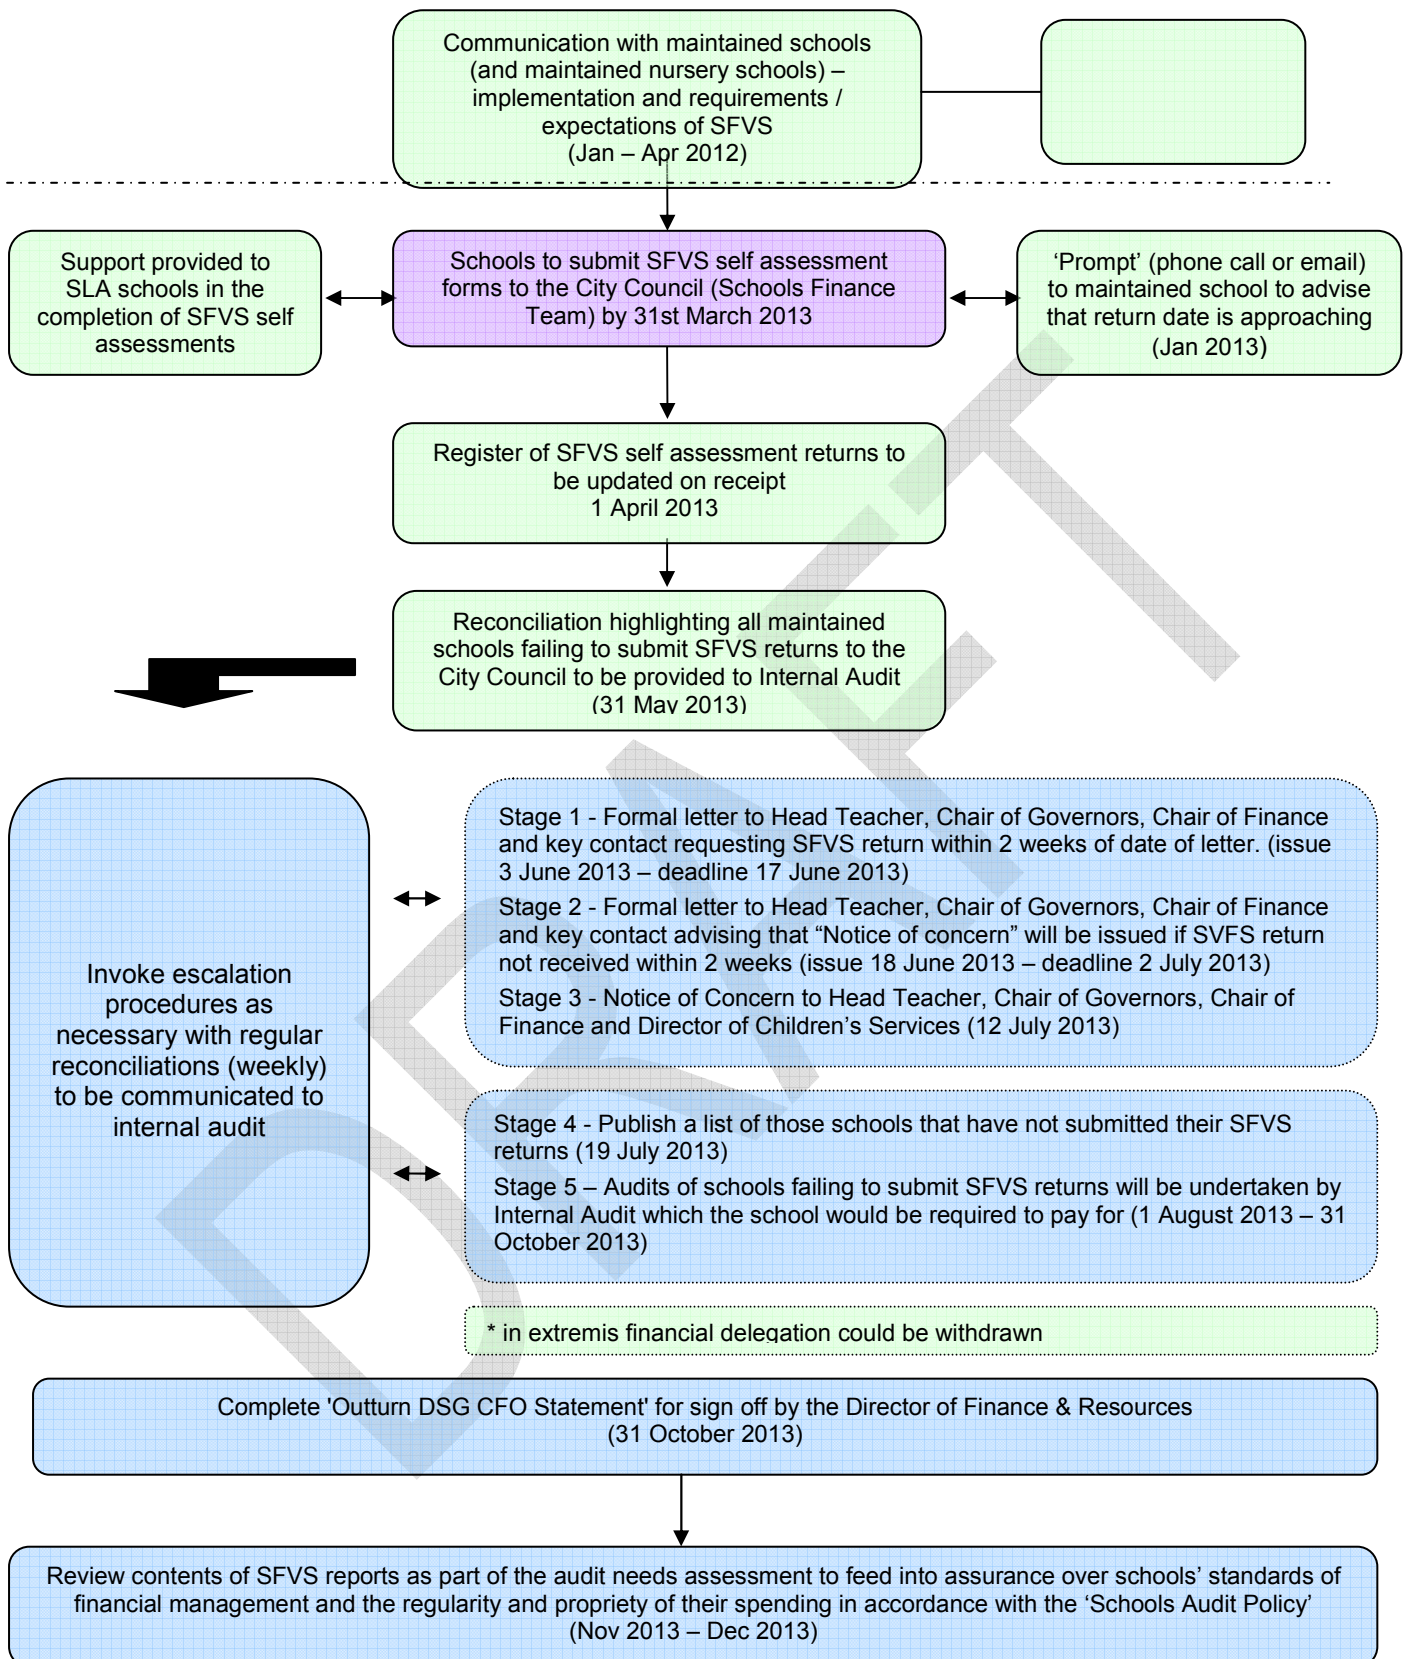 Communication with maintained schools
(and maintained nursery schools) –
implementation and requirements /
expectations of SFVS
(Jan – Apr 2012)
Support provided to
SLA schools in the
completion of SFVS self
assessments
Schools to submit SFVS self assessment
forms to the City Council (Schools Finance
Team) by 31st March 2013
‘Prompt’ (phone call or email)
to maintained school to advise
that return date is approaching
(Jan 2013)
Register of SFVS self assessment returns to
be updated on receipt
1 April 2013
Reconciliation highlighting all maintained
schools failing to submit SFVS returns to the
City Council to be provided to Internal Audit
(31 May 2013)
Invoke escalation
procedures as
necessary with regular
reconciliations (weekly)
to be communicated to
internal audit
Stage 1 - Formal letter to Head Teacher, Chair of Governors, Chair of Finance
and key contact requesting SFVS return within 2 weeks of date of letter. (issue
3 June 2013 – deadline 17 June 2013)
Stage 2 - Formal letter to Head Teacher, Chair of Governors, Chair of Finance
and key contact advising that “Notice of concern” will be issued if SVFS return
not received within 2 weeks (issue 18 June 2013 – deadline 2 July 2013)
Stage 3 - Notice of Concern to Head Teacher, Chair of Governors, Chair of
Finance and Director of Children’s Services (12 July 2013)
Stage 4 - Publish a list of those schools that have not submitted their SFVS
returns (19 July 2013)
Stage 5 – Audits of schools failing to submit SFVS returns will be undertaken by
Internal Audit which the school would be required to pay for (1 August 2013 – 31
October 2013)
* in extremis financial delegation could be withdrawn
Complete 'Outturn DSG CFO Statement' for sign off by the Director of Finance & Resources
(31 October 2013)
Review contents of SFVS reports as part of the audit needs assessment to feed into assurance over schools’ standards of
financial management and the regularity and propriety of their spending in accordance with the ‘Schools Audit Policy’
(Nov 2013 – Dec 2013)
DRAFT